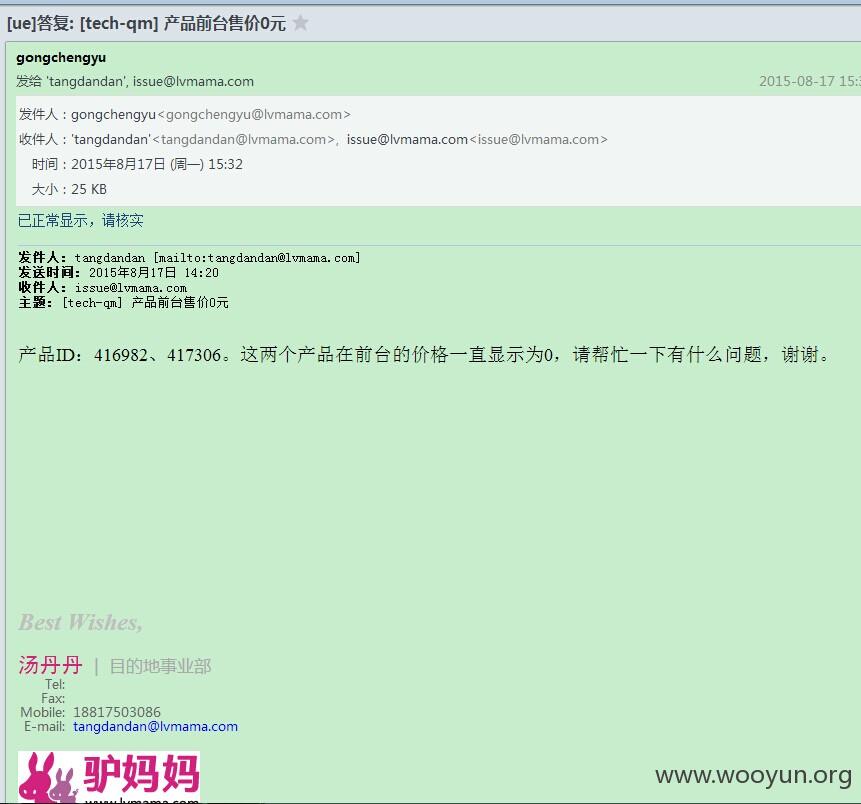 [ue]答复: [tech-qm] 产品前台售价0元
gongchengyu
发给 'tangdandan', issue@lvmama.com
2015-08-17 15:3
发件人：gongchengyu<gongchengyu@lvmama.com>
收件人：'tangdandan'<tangdandan@lvmama.com>, issue@lvmama.com<issue@lvmama.com>
时间：2015年8月17日 (周一) 15:32
大小：25 KB
已正常显示，请核实
发件人: tangdandan [mailto:tangdandan@lvmama.com]
发送时间: 2015年8月17日 14:20
收件人: issue@lvmama.com
主题: [tech-qm] 产品前台售价0元
产品ID：416982、417306。这两个产品在前台的价格一直显示为0，请帮忙一下有什么问题，谢谢。
Best Wishes,
汤丹丹 | 目的地事业部
Tel:
Fax:
Mobile: 18817503086
E-mail: tangdandan@lvmama.com
驴妈妈
www.lvmama.com
www.wooyun.org